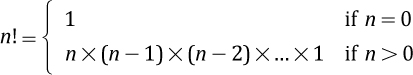 n! = { 1 if n = 0
n × (n − 1) × (n − 2) × ... × 1 if n > 0